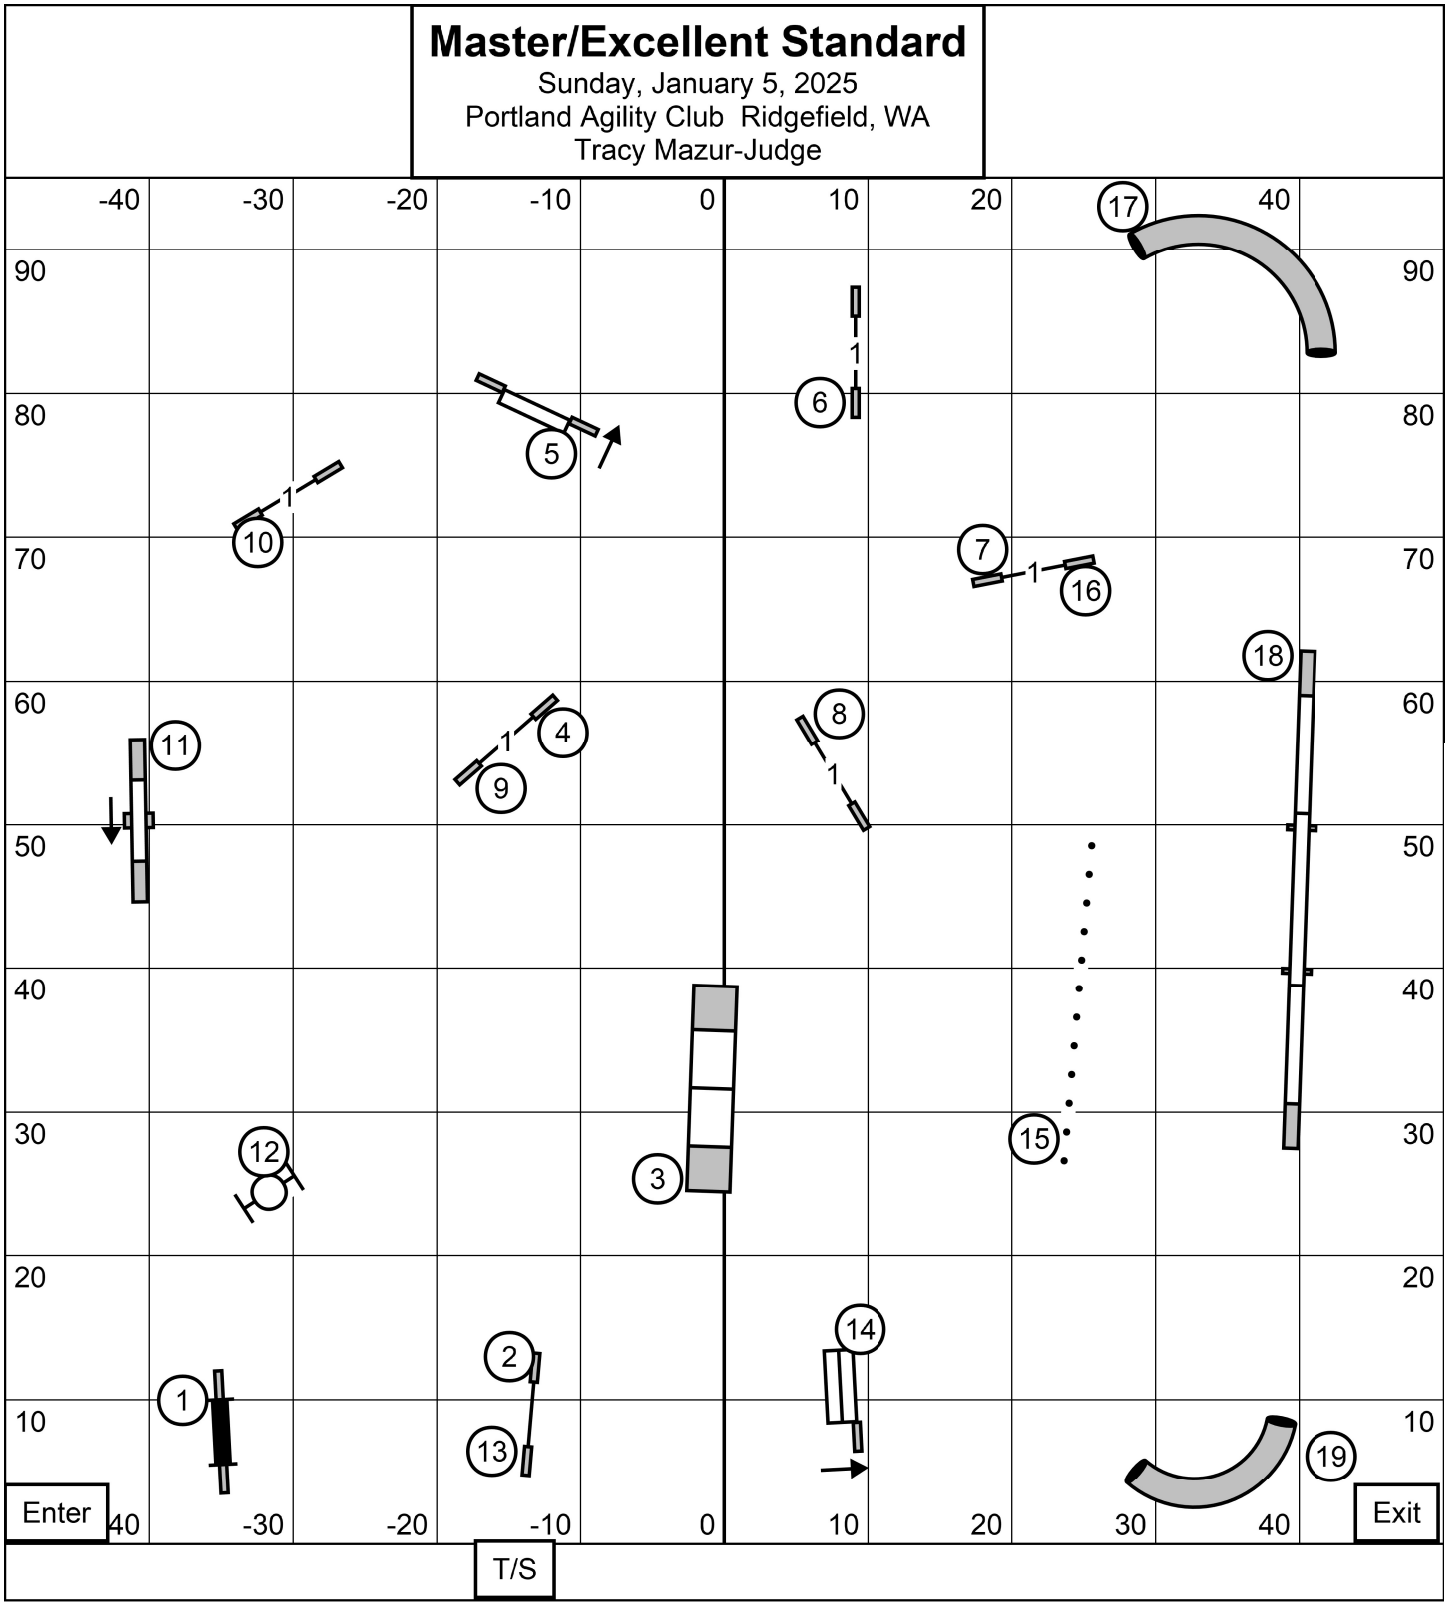 Master/Excellent Standard
Sunday, January 5, 2025
Portland Agility Club  Ridgefield, WA
Tracy Mazur-Judge
-40 -30 -20 -10 0 10 20 40
17
90 90
1
80 6 80
5
1
10
7
70 1 70
16
18
60 8 60
4
11 1
1
9
50 50
40 40
30 15 30
12
3
20 20
14
2
1
10 10
13 19
Enter 40 -30 -20 -10 0 10 20 30 40 Exit
T/S